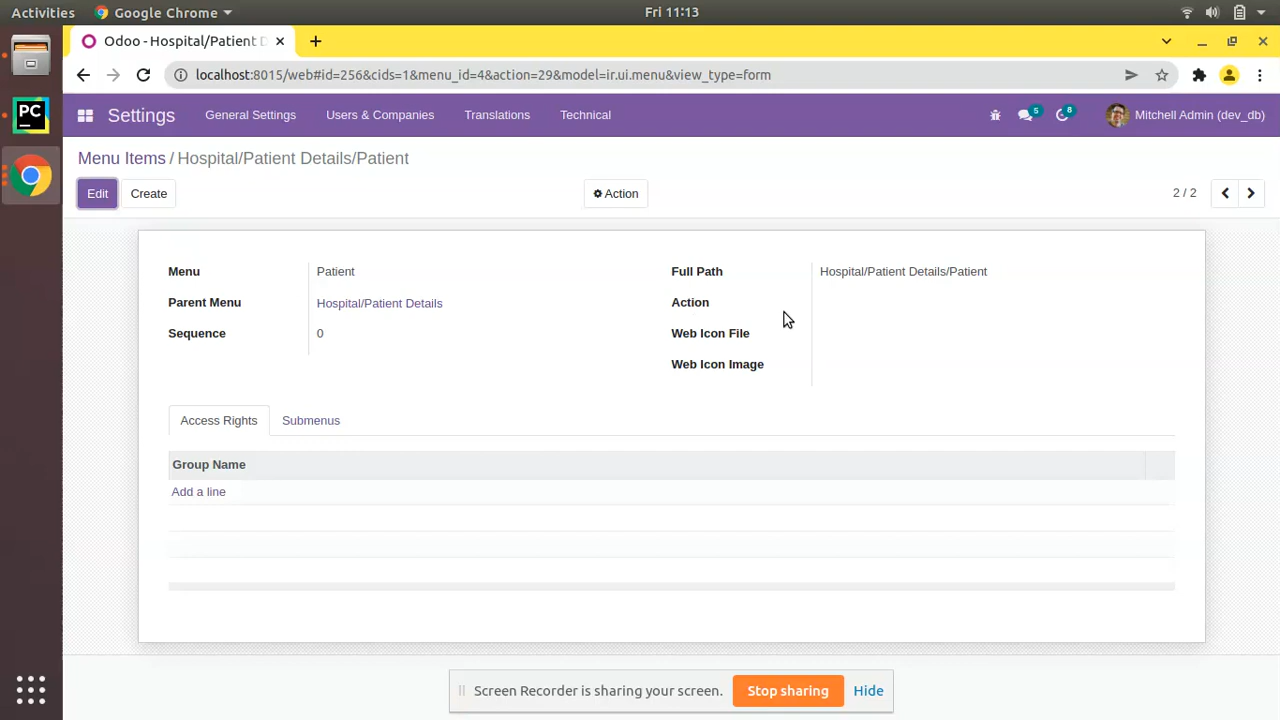 Activities Google Chrome Fri 11:13
Odoo - Hospital/Patient D
localhost:8015/web#id=256&cids=1&menu_id=4&action=29&model=ir.ui.menu&view_type=form
PC
Settings General Settings Users & Companies Translations Technical 5 8 Mitchell Admin (dev_db)
Menu Items / Hospital/Patient Details/Patient
Edit Create Action 2 / 2
Menu Patient Full Path Hospital/Patient Details/Patient
Parent Menu Hospital/Patient Details Action
Sequence 0 Web Icon File
Web Icon Image
Access Rights Submenus
Group Name
Add a line
Screen Recorder is sharing your screen. Stop sharing Hide